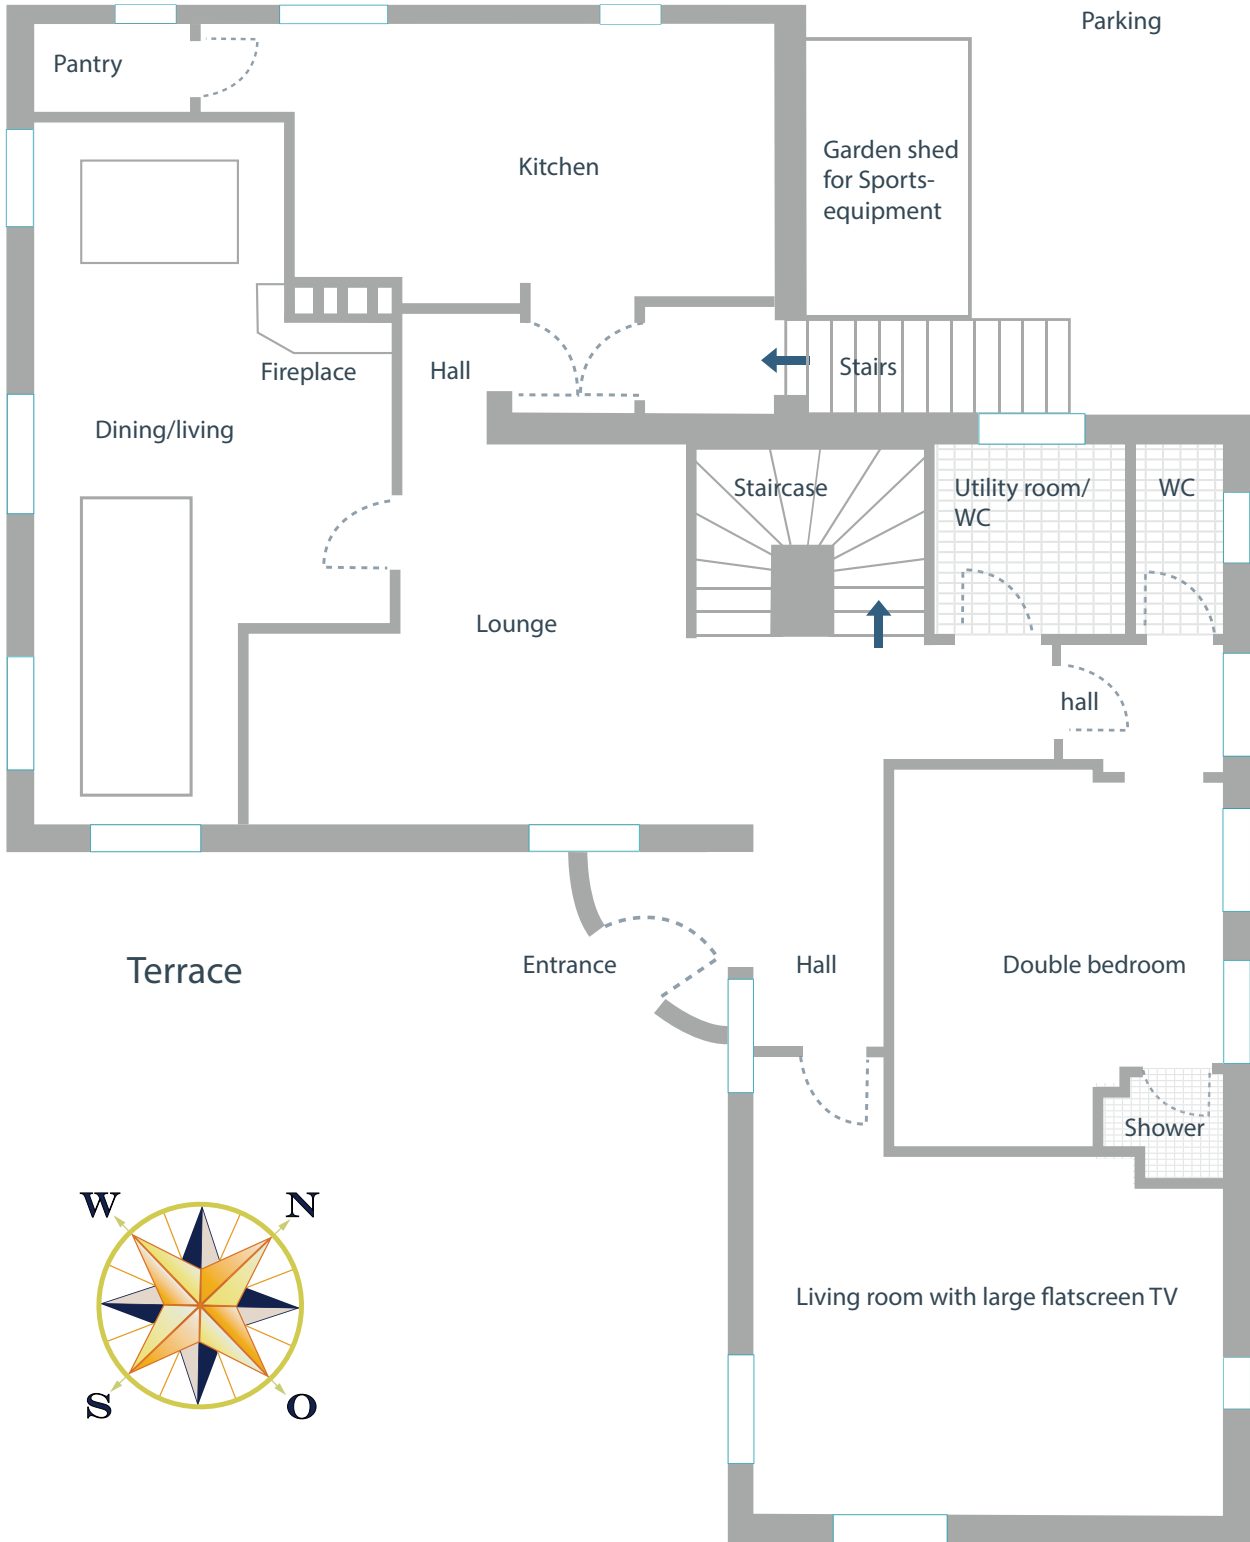 Parking
Pantry
Garden shed
for Sports-
equipment
Kitchen
Stairs
Fireplace
Hall
Dining/living
Staircase
Utility room/
WC
WC
Lounge
hall
Terrace
Entrance
Hall
Double bedroom
Shower
W
N
Living room with large flatscreen TV
S
O